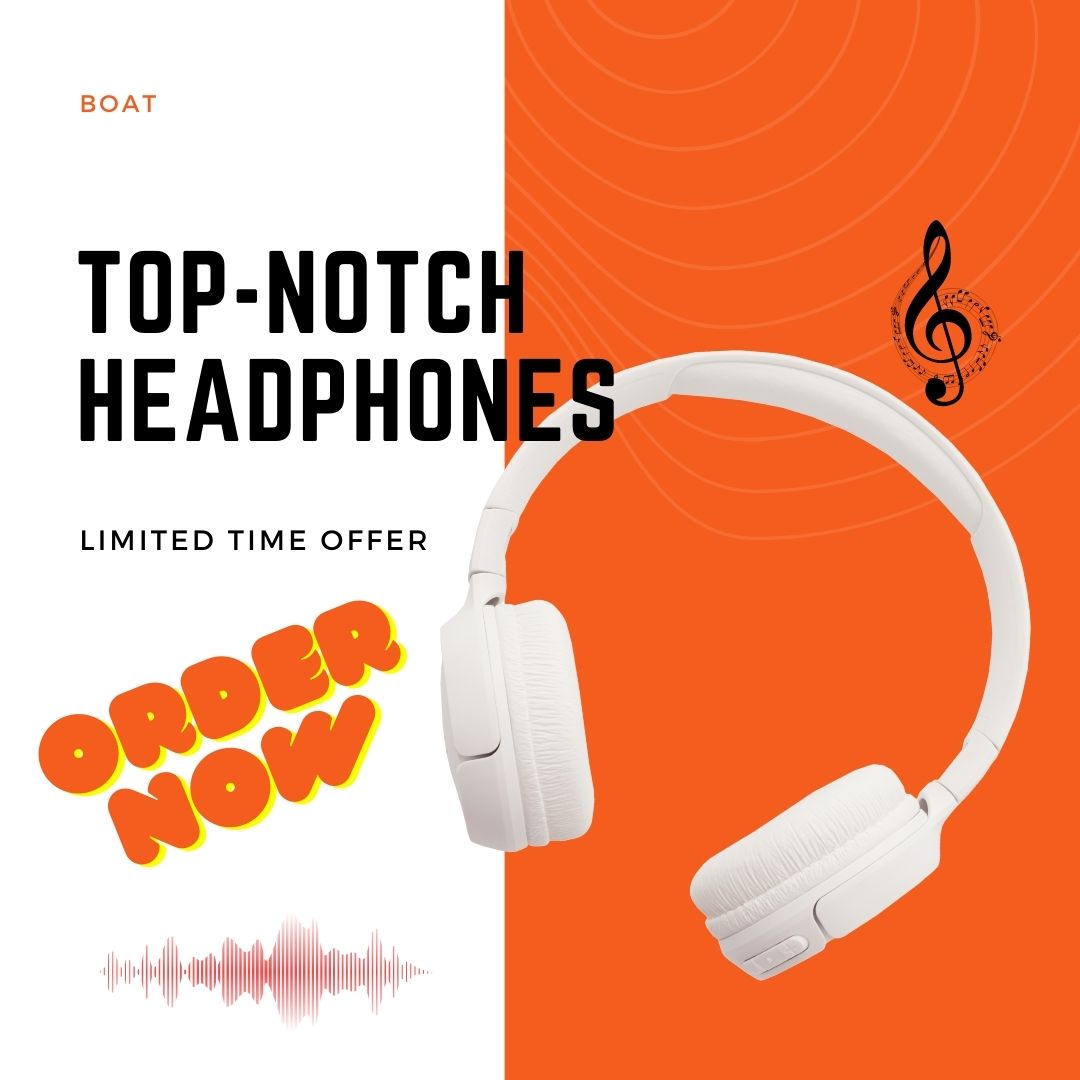 BOAT
TOP-NOTCH
HEADPHONES
LIMITED TIME OFFER
ORDER
NOW